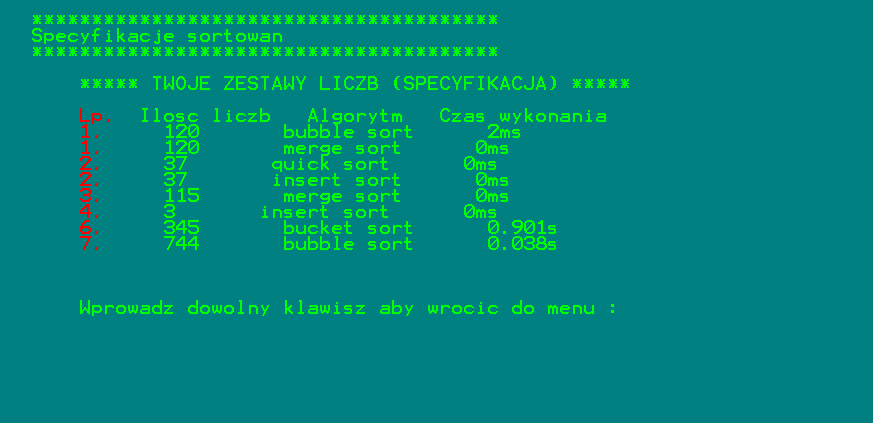 ***************************************
Specyfikacje sortowan
***************************************
***** TWOJE ZESTAWY LICZB (SPECYFIKACJA) *****
Lp. Ilosc liczb Algorytm Czas wykonania
1. 120 bubble sort 2ms
1. 120 merge sort 0ms
2. 37 quick sort 0ms
2. 37 insert sort 0ms
3. 115 merge sort 0ms
4. 3 insert sort 0ms
6. 345 bucket sort 0.901s
7. 744 bubble sort 0.038s
Wprowadz dowolny klawisz aby wrocic do menu :